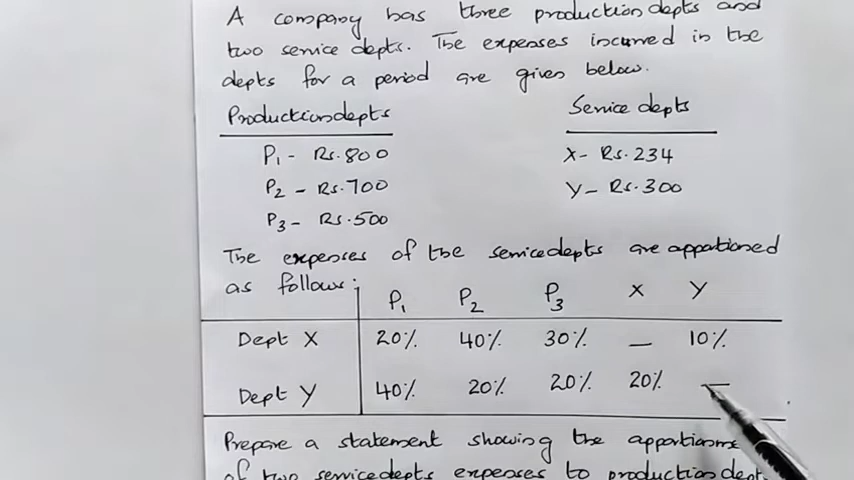 A company has three production depts and
two service depts. The expenses incurred in the
depts for a period are given below.
Production depts
Service depts
P1 - Rs.800
X - Rs.234
P2 - Rs.700
Y - Rs.300
P3 - Rs.500
The expenses of the service depts are apportioned
as follows:
P1 P2 P3 X Y
Dept X 20% 40% 30% — 10%
Dept Y 40% 20% 20% 20% —
Prepare a statement showing the
of two service depts expenses to production